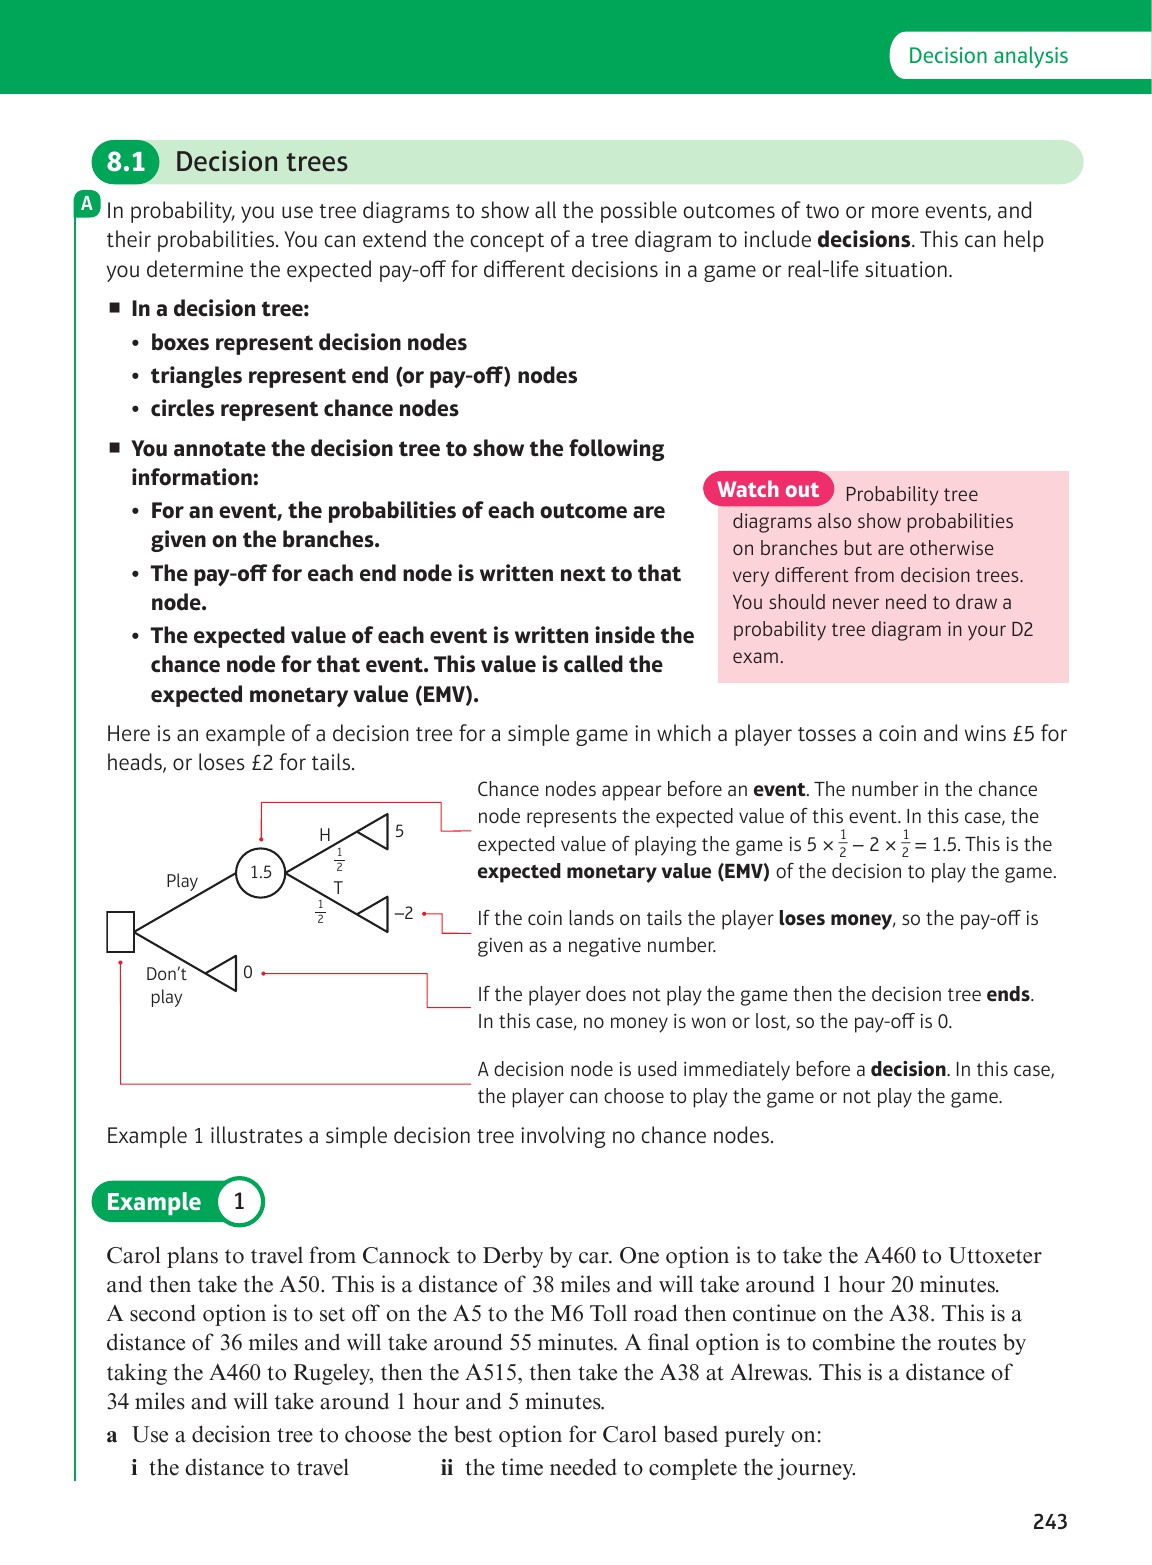 Decision analysis
8.1 Decision trees
A
In probability, you use tree diagrams to show all the possible outcomes of two or more events, and
their probabilities. You can extend the concept of a tree diagram to include decisions. This can help
you determine the expected pay-off for different decisions in a game or real-life situation.
■ In a decision tree:
• boxes represent decision nodes
• triangles represent end (or pay-off) nodes
• circles represent chance nodes
■ You annotate the decision tree to show the following
information:
• For an event, the probabilities of each outcome are
given on the branches.
• The pay-off for each end node is written next to that
node.
• The expected value of each event is written inside the
chance node for that event. This value is called the
expected monetary value (EMV).
Watch out Probability tree
diagrams also show probabilities
on branches but are otherwise
very different from decision trees.
You should never need to draw a
probability tree diagram in your D2
exam.
Here is an example of a decision tree for a simple game in which a player tosses a coin and wins £5 for
heads, or loses £2 for tails.
Play
Don't
play
1.5
H
1/2
T
1/2
5
–2
0
Chance nodes appear before an event. The number in the chance
node represents the expected value of this event. In this case, the
expected value of playing the game is 5 × 1/2 – 2 × 1/2 = 1.5. This is the
expected monetary value (EMV) of the decision to play the game.
If the coin lands on tails the player loses money, so the pay-off is
given as a negative number.
If the player does not play the game then the decision tree ends.
In this case, no money is won or lost, so the pay-off is 0.
A decision node is used immediately before a decision. In this case,
the player can choose to play the game or not play the game.
Example 1 illustrates a simple decision tree involving no chance nodes.
Example 1
Carol plans to travel from Cannock to Derby by car. One option is to take the A460 to Uttoxeter
and then take the A50. This is a distance of 38 miles and will take around 1 hour 20 minutes.
A second option is to set off on the A5 to the M6 Toll road then continue on the A38. This is a
distance of 36 miles and will take around 55 minutes. A final option is to combine the routes by
taking the A460 to Rugeley, then the A515, then take the A38 at Alrewas. This is a distance of
34 miles and will take around 1 hour and 5 minutes.
a Use a decision tree to choose the best option for Carol based purely on:
i the distance to travel ii the time needed to complete the journey.
243